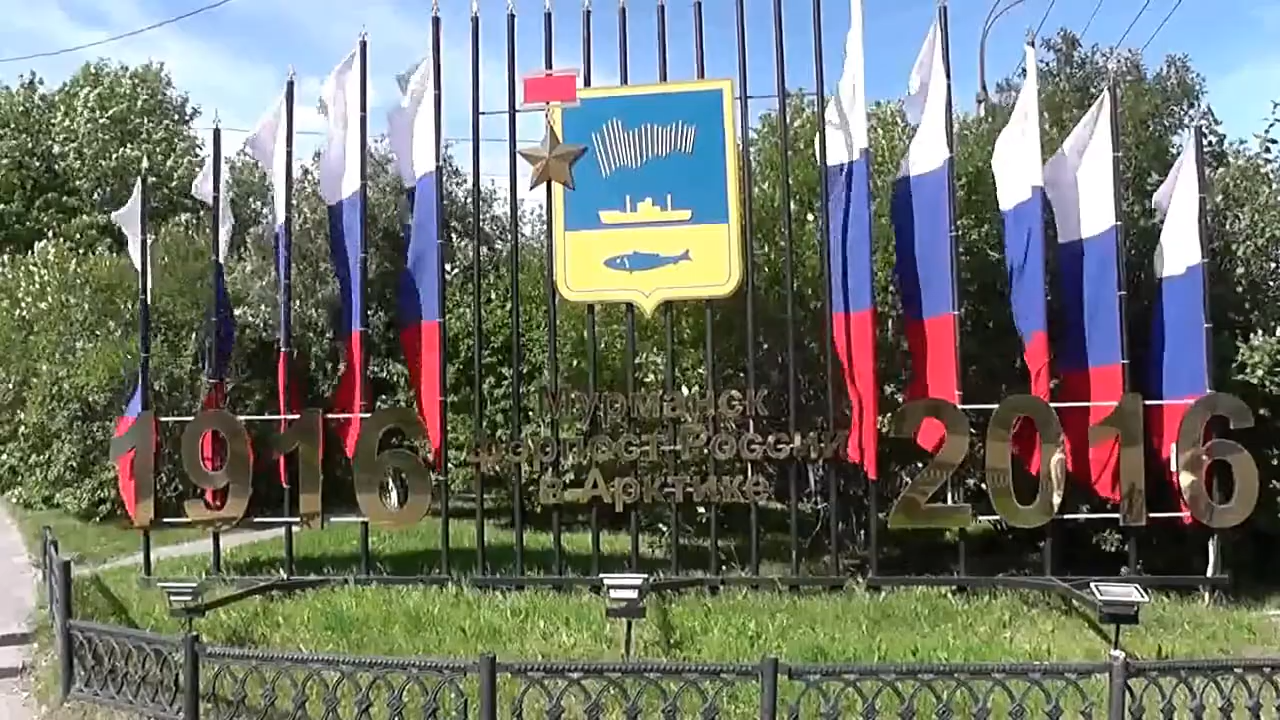 1916
Мурманск
форпост России
в Арктике
2016